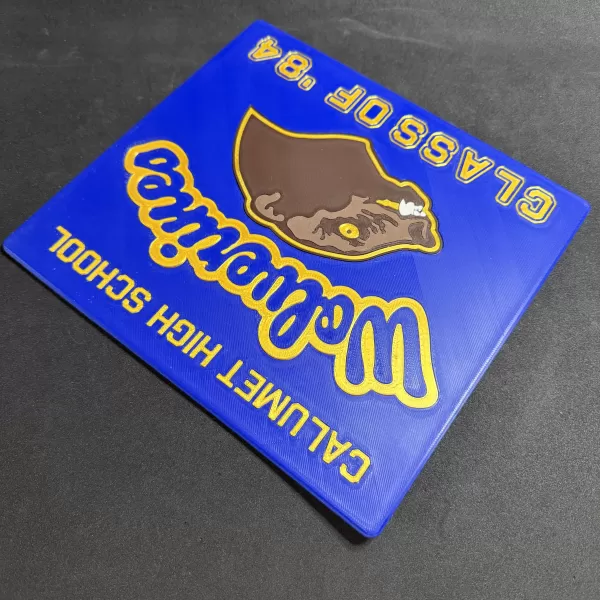 CALUMET HIGH SCHOOL
Wolverines
CLASS OF '84